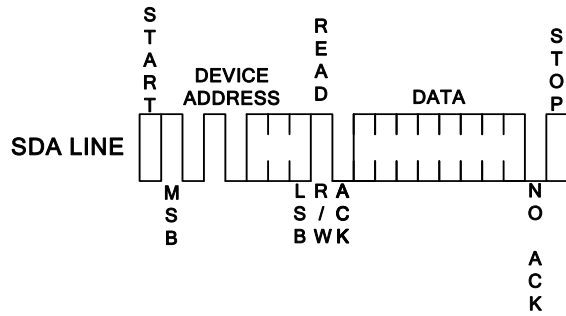 START
DEVICE
ADDRESS
READ
DATA
STOP
SDA LINE
MSB
LSB
R/W
ACK
NO ACK